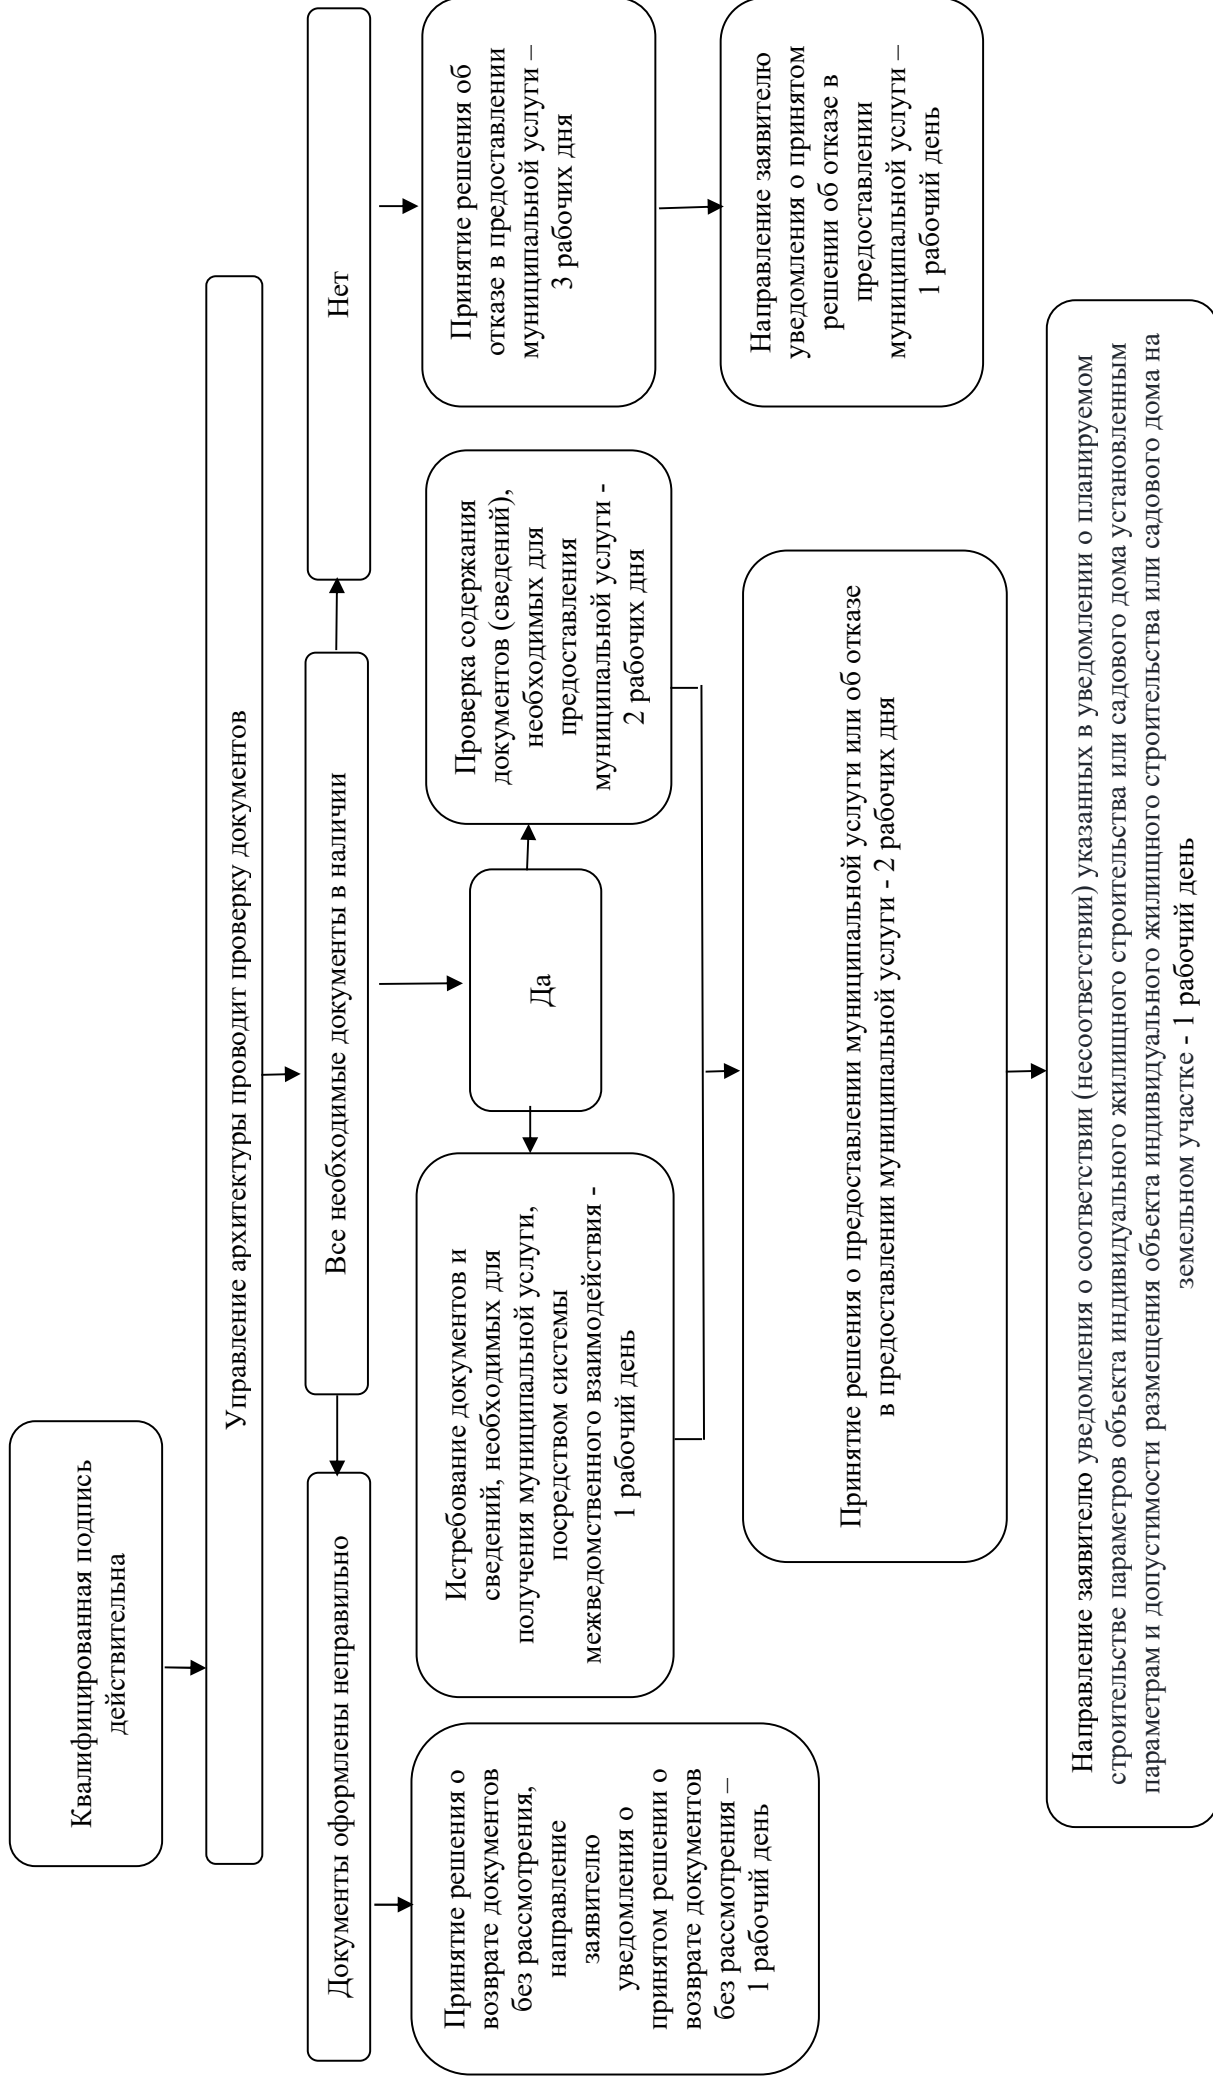 Квалифицированная подпись
действительна
Управление архитектуры проводит проверку документов
Документы оформлены неправильно
Все необходимые документы в наличии
Нет
Принятие решения о
возврате документов
без рассмотрения,
направление
заявителю
уведомления о
принятом решении о
возврате документов
без рассмотрения –
1 рабочий день
Истребование документов и
сведений, необходимых для
получения муниципальной услуги,
посредством системы
межведомственного взаимодействия -
1 рабочий день
Да
Проверка содержания
документов (сведений),
необходимых для
предоставления
муниципальной услуги -
2 рабочих дня
Принятие решения об
отказе в предоставлении
муниципальной услуги –
3 рабочих дня
Направление заявителю
уведомления о принятом
решении об отказе в
предоставлении
муниципальной услуги –
1 рабочий день
Принятие решения о предоставлении муниципальной услуги или об отказе
в предоставлении муниципальной услуги - 2 рабочих дня
Направление заявителю уведомления о соответствии (несоответствии) указанных в уведомлении о планируемом
строительстве параметров объекта индивидуального жилищного строительства или садового дома установленным
параметрам и допустимости размещения объекта индивидуального жилищного строительства или садового дома на
земельном участке - 1 рабочий день